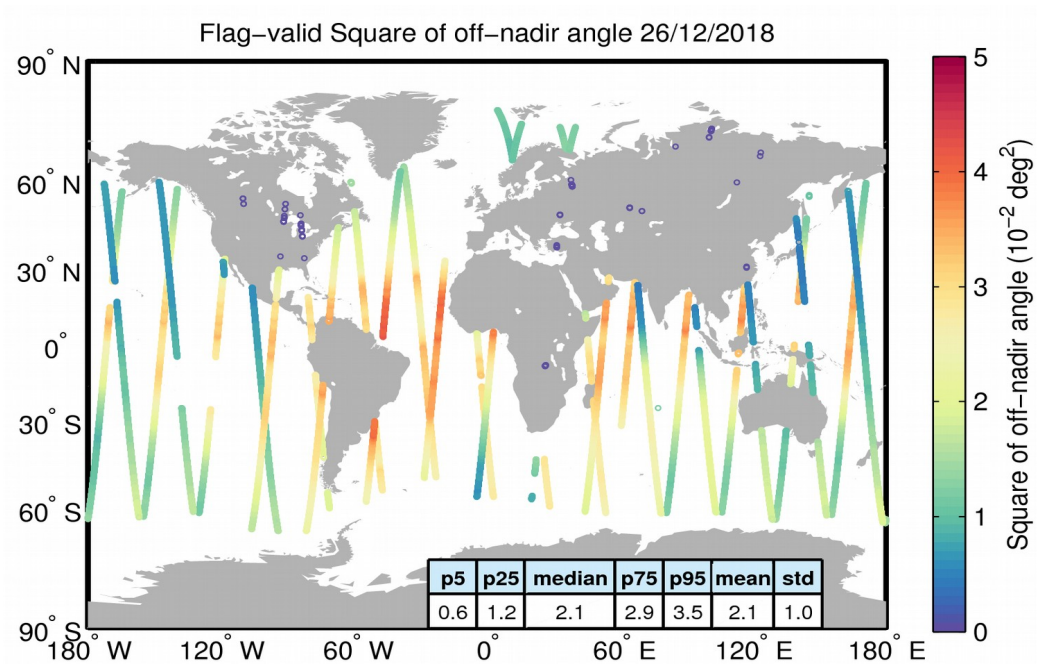 Flag−valid Square of off−nadir angle 26/12/2018
90° N
60° N
30° N
0°
30° S
60° S
90° S
180° W
120° W
60° W
0°
60° E
120° E
180° E
5
4
3
2
1
0
Square of off−nadir angle (10⁻² deg²)
p5 p25 median p75 p95 mean std
0.6 1.2 2.1 2.9 3.5 2.1 1.0